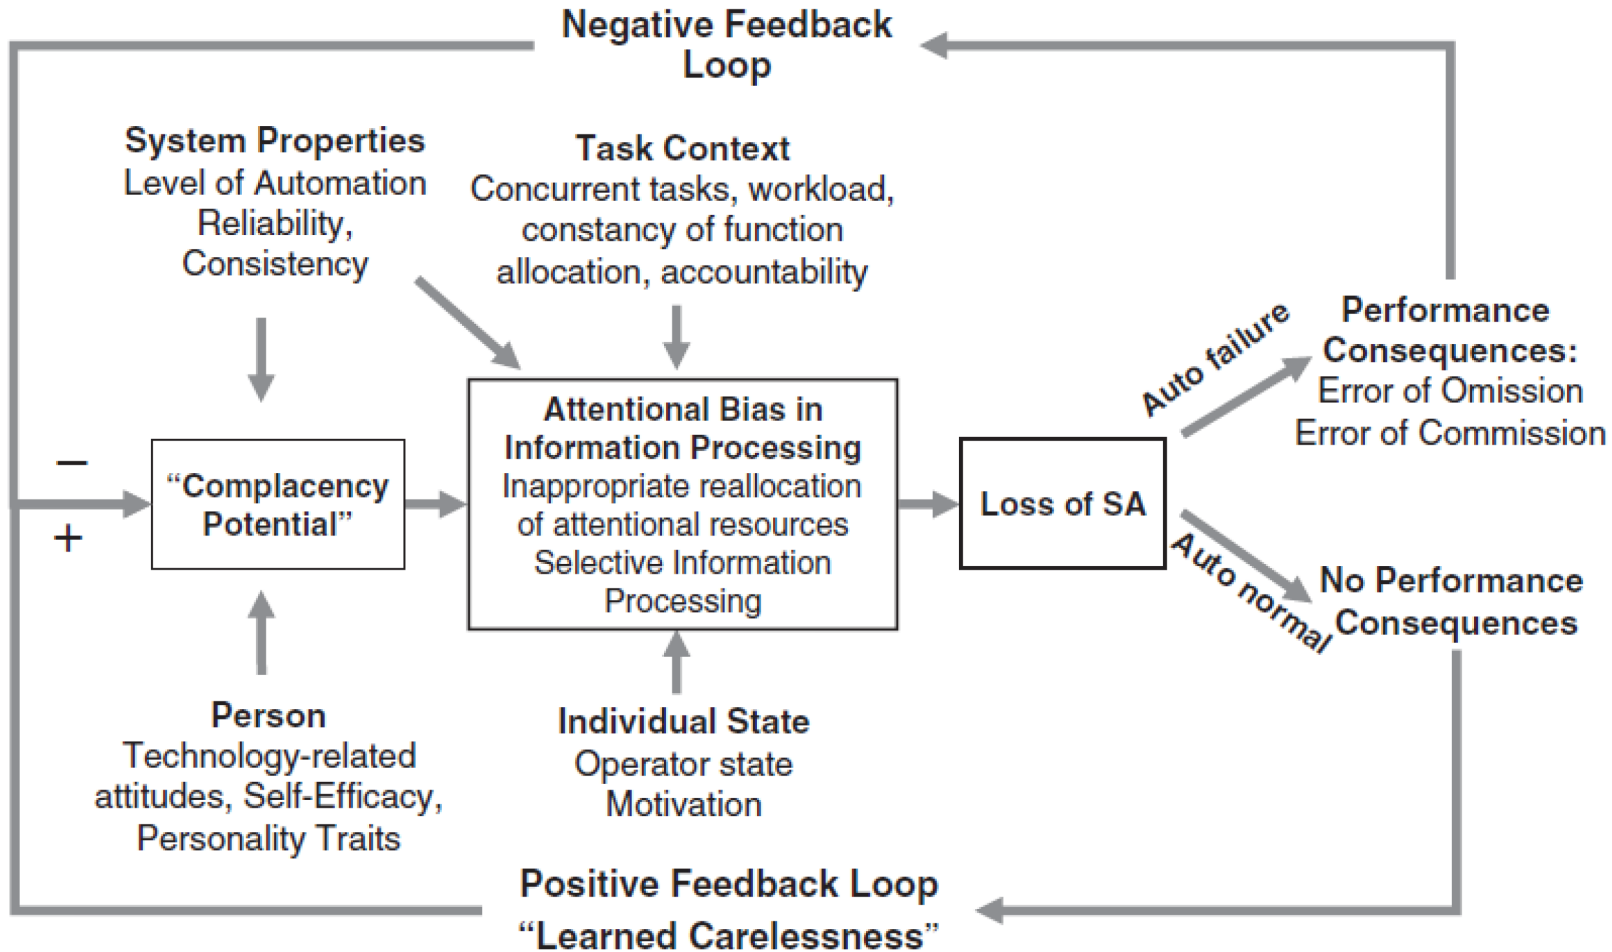 Negative Feedback
Loop
System Properties
Level of Automation
Reliability,
Consistency
Task Context
Concurrent tasks, workload,
constancy of function
allocation, accountability
Auto failure
Performance
Consequences:
Error of Omission
Error of Commission
−
+
“Complacency
Potential”
Attentional Bias in
Information Processing
Inappropriate reallocation
of attentional resources
Selective Information
Processing
Loss of SA
Auto normal
No Performance
Consequences
Person
Technology-related
attitudes, Self-Efficacy,
Personality Traits
Individual State
Operator state
Motivation
Positive Feedback Loop
“Learned Carelessness”